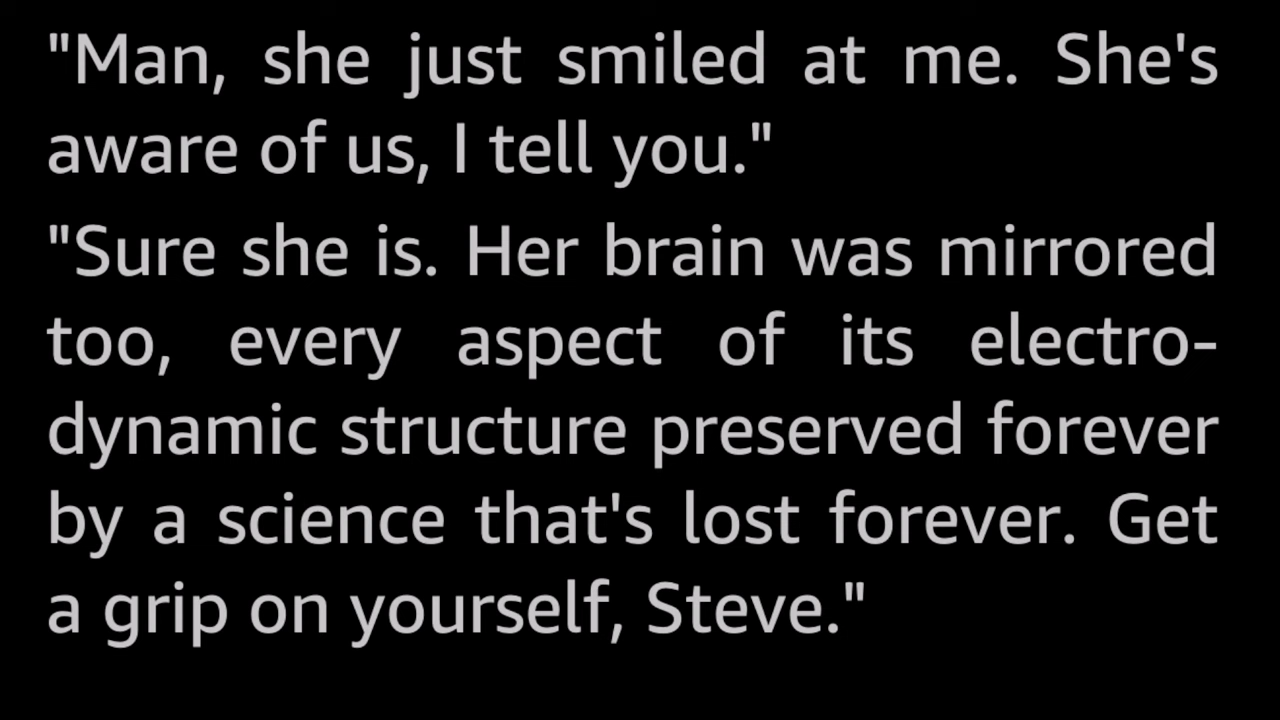 "Man, she just smiled at me. She's
aware of us, I tell you."
"Sure she is. Her brain was mirrored
too, every aspect of its electro-
dynamic structure preserved forever
by a science that's lost forever. Get
a grip on yourself, Steve."